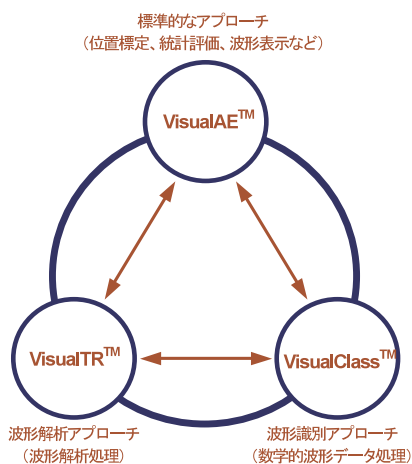 標準的なアプローチ
（位置標定、統計評価、波形表示など）
VisualAE™
VisualTR™
VisualClass™
波形解析アプローチ
（波形解析処理）
波形識別アプローチ
（数学的波形データ処理）